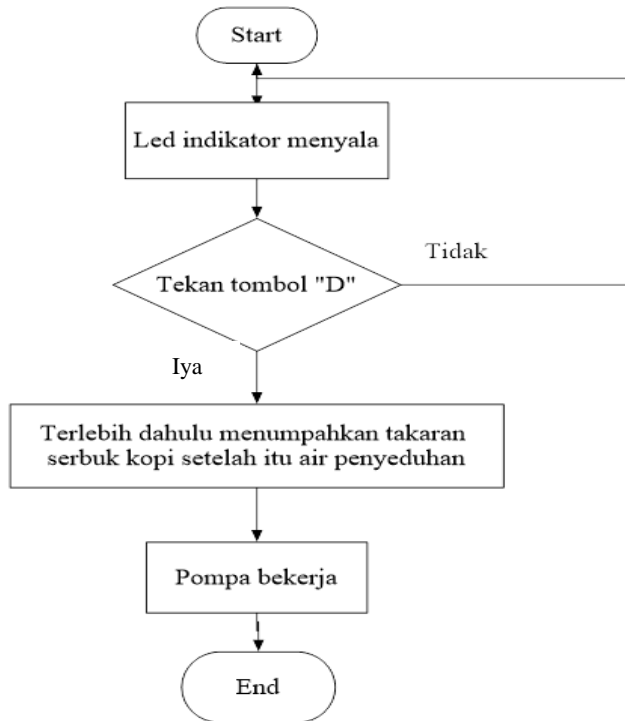 Start
Led indikator menyala
Tekan tombol "D"
Tidak
Iya
Terlebih dahulu menumpahkan takaran
serbuk kopi setelah itu air penyeduhan
Pompa bekerja
End